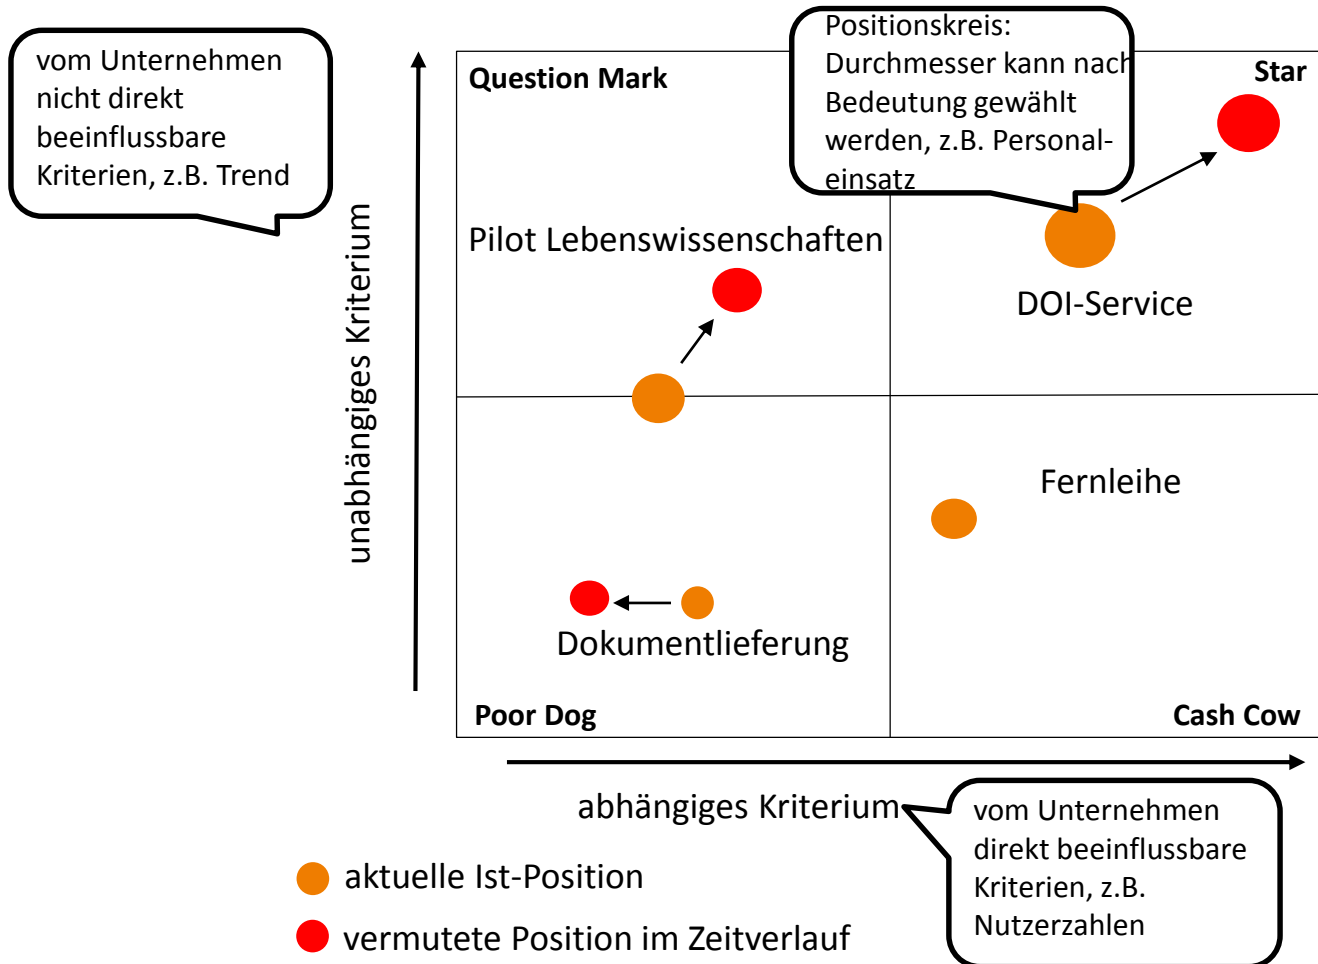 vom Unternehmen
nicht direkt
beeinflussbare
Kriterien, z.B. Trend
Positionskreis:
Durchmesser kann nach
Bedeutung gewählt
werden, z.B. Personal-
einsatz
Question Mark
Star
Pilot Lebenswissenschaften
DOI-Service
unabhängiges Kriterium
Fernleihe
Dokumentlieferung
Poor Dog
Cash Cow
abhängiges Kriterium
vom Unternehmen
direkt beeinflussbare
Kriterien, z.B.
Nutzerzahlen
aktuelle Ist-Position
vermutete Position im Zeitverlauf